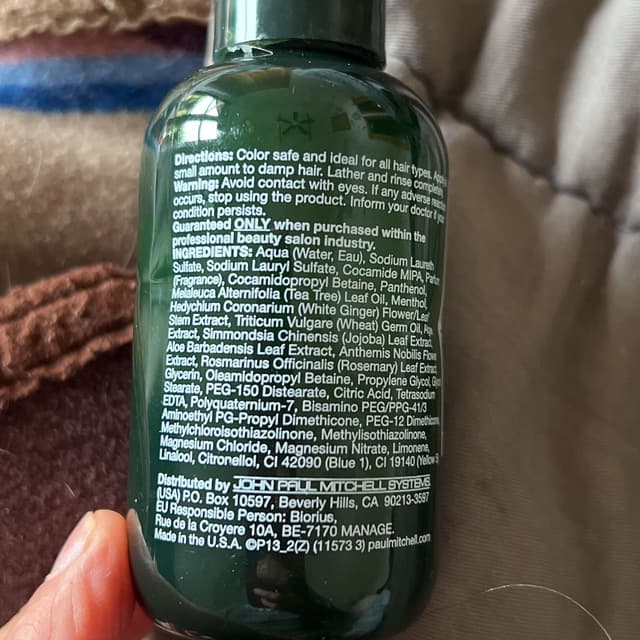 Directions: Color safe and ideal for all hair types.
small amount to damp hair. Lather and rinse completely.
Warning: Avoid contact with eyes. If any adverse reaction
occurs, stop using the product. Inform your doctor if
condition persists.
Guaranteed ONLY when purchased within the
professional beauty salon industry.
INGREDIENTS: Aqua (Water, Eau), Sodium Laureth
Sulfate, Sodium Lauryl Sulfate, Cocamide MIPA, Parfum
(Fragrance), Cocamidopropyl Betaine, Panthenol,
Melaleuca Alternifolia (Tea Tree) Leaf Oil, Menthol,
Hedychium Coronarium (White Ginger) Flower/Leaf/
Stem Extract, Triticum Vulgare (Wheat) Germ Oil,
Extract, Simmondsia Chinensis (Jojoba) Leaf Extract,
Aloe Barbadensis Leaf Extract, Anthemis Nobilis Flower
Extract, Rosmarinus Officinalis (Rosemary) Leaf Extract,
Glycerin, Oleamidopropyl Betaine, Propylene Glycol,
Stearate, PEG-150 Distearate, Citric Acid, Tetrasodium
EDTA, Polyquaternium-7, Bisamino PEG/PPG-41/3
Aminoethyl PG-Propyl Dimethicone, PEG-12 Dimethicone,
Methylchloroisothiazolinone, Methylisothiazolinone,
Magnesium Chloride, Magnesium Nitrate, Limonene,
Linalool, Citronellol, CI 42090 (Blue 1), CI 19140 (Yellow
Distributed by JOHN PAUL MITCHELL SYSTEMS
(USA) P.O. Box 10597, Beverly Hills, CA 90213-3597
EU Responsible Person: Biorius,
Rue de la Croyere 10A, BE-7170 MANAGE.
Made in the U.S.A. ©P13_2(Z) (11573 3) paulmitchell.com